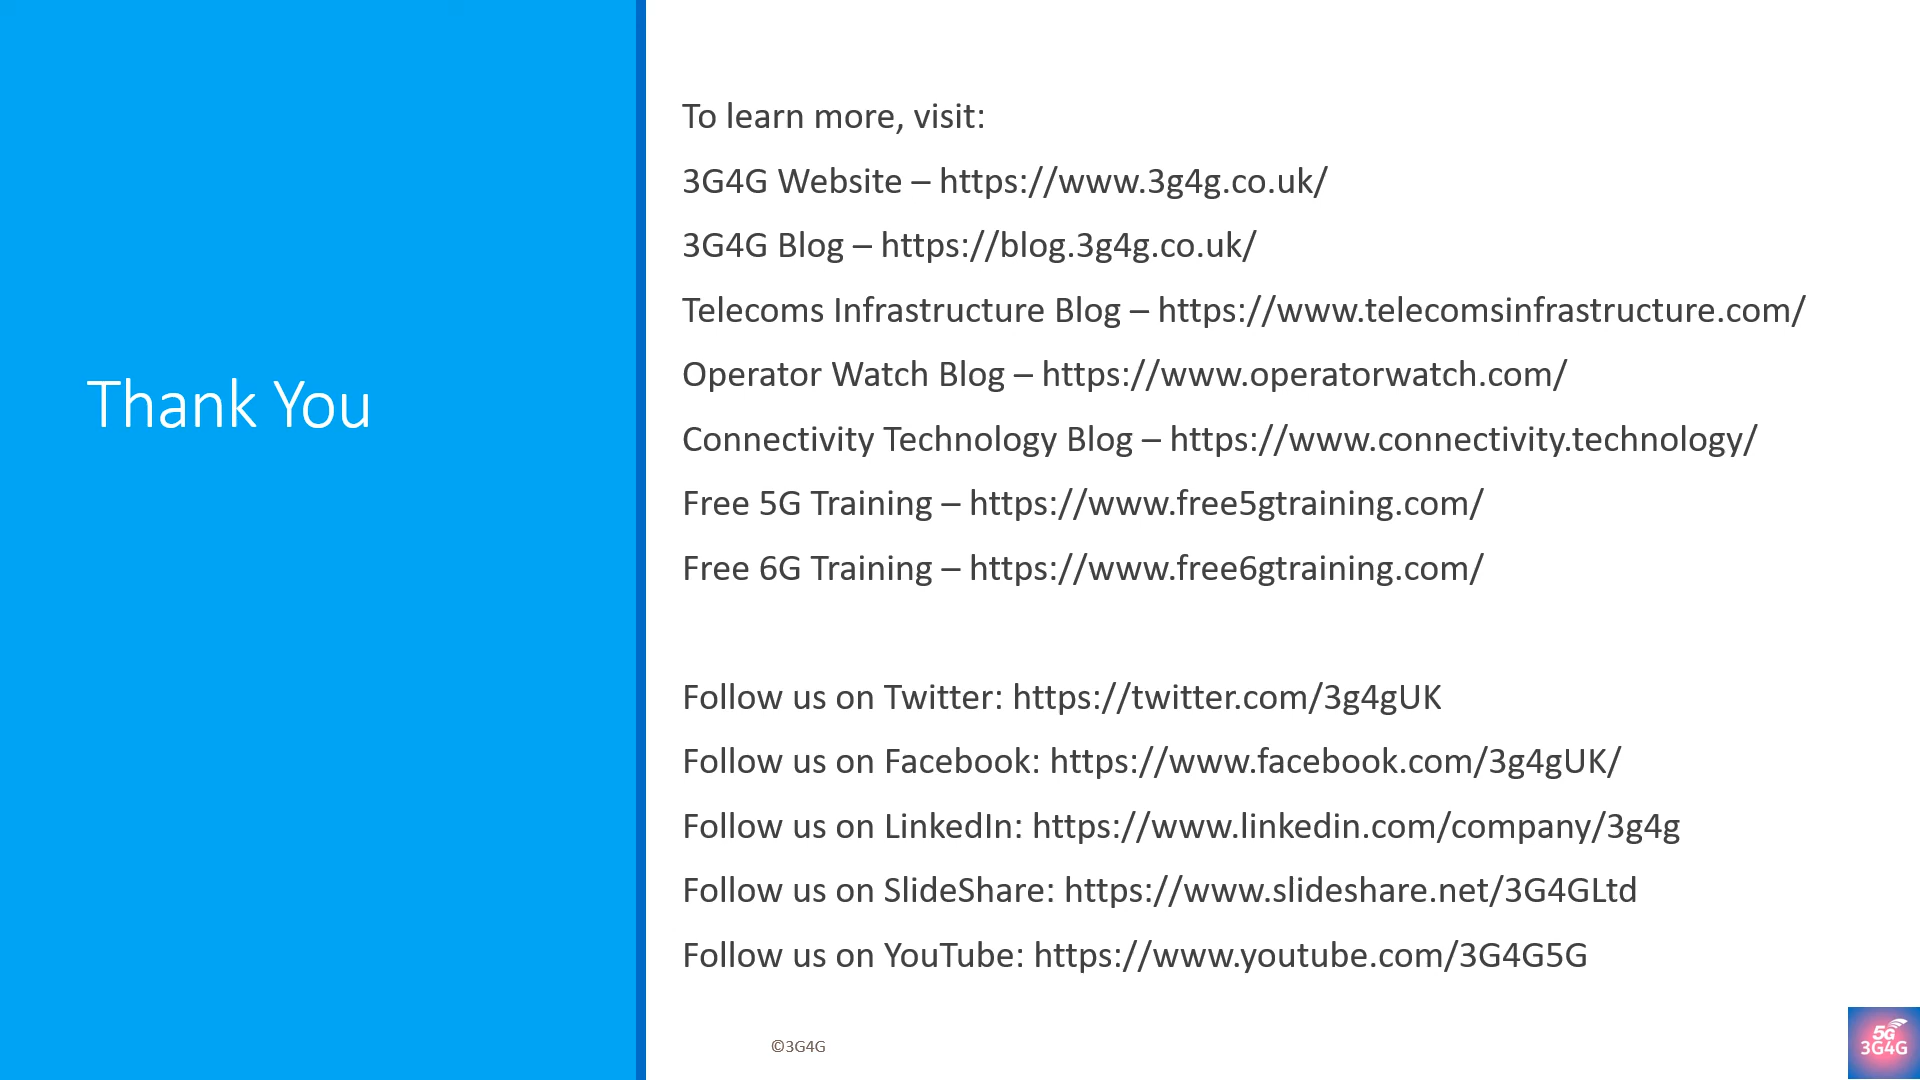 Thank You
To learn more, visit:
3G4G Website – https://www.3g4g.co.uk/
3G4G Blog – https://blog.3g4g.co.uk/
Telecoms Infrastructure Blog – https://www.telecomsinfrastructure.com/
Operator Watch Blog – https://www.operatorwatch.com/
Connectivity Technology Blog – https://www.connectivity.technology/
Free 5G Training – https://www.free5gtraining.com/
Free 6G Training – https://www.free6gtraining.com/
Follow us on Twitter: https://twitter.com/3g4gUK
Follow us on Facebook: https://www.facebook.com/3g4gUK/
Follow us on LinkedIn: https://www.linkedin.com/company/3g4g
Follow us on SlideShare: https://www.slideshare.net/3G4GLtd
Follow us on YouTube: https://www.youtube.com/3G4G5G
©3G4G
5G
3G4G